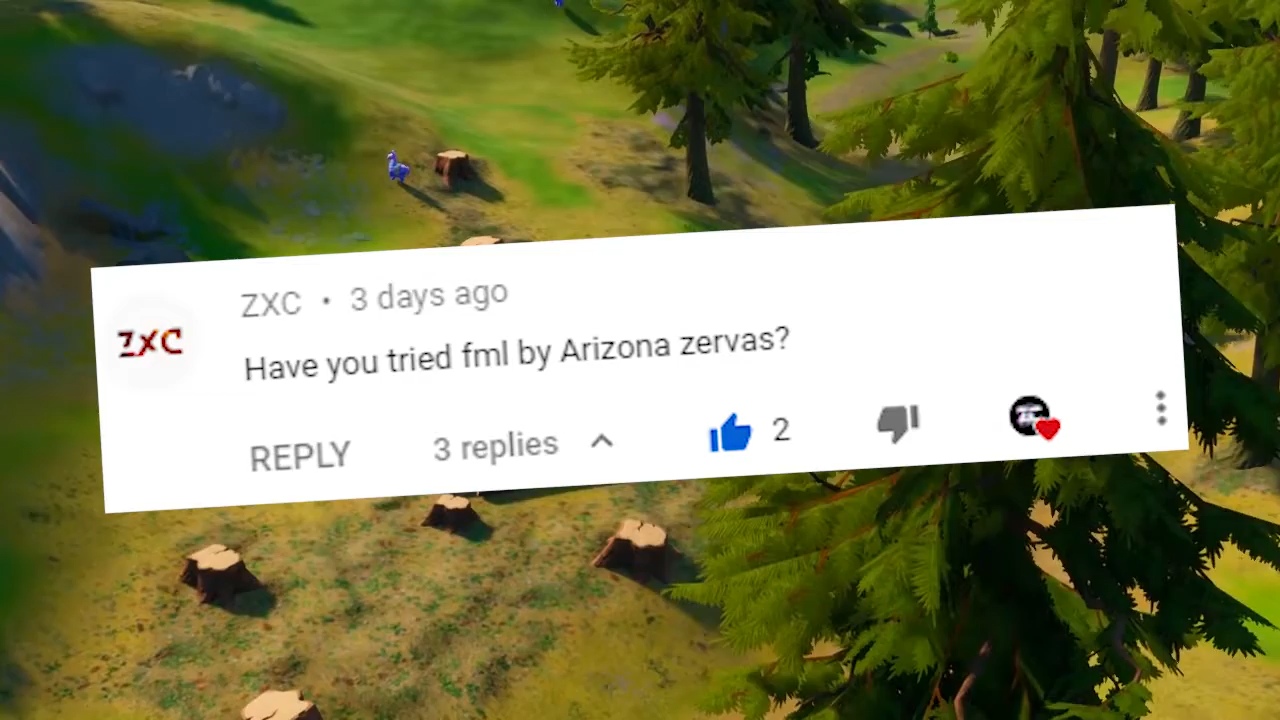 ZXC
ZXC • 3 days ago
Have you tried fml by Arizona zervas?
REPLY 3 replies 2